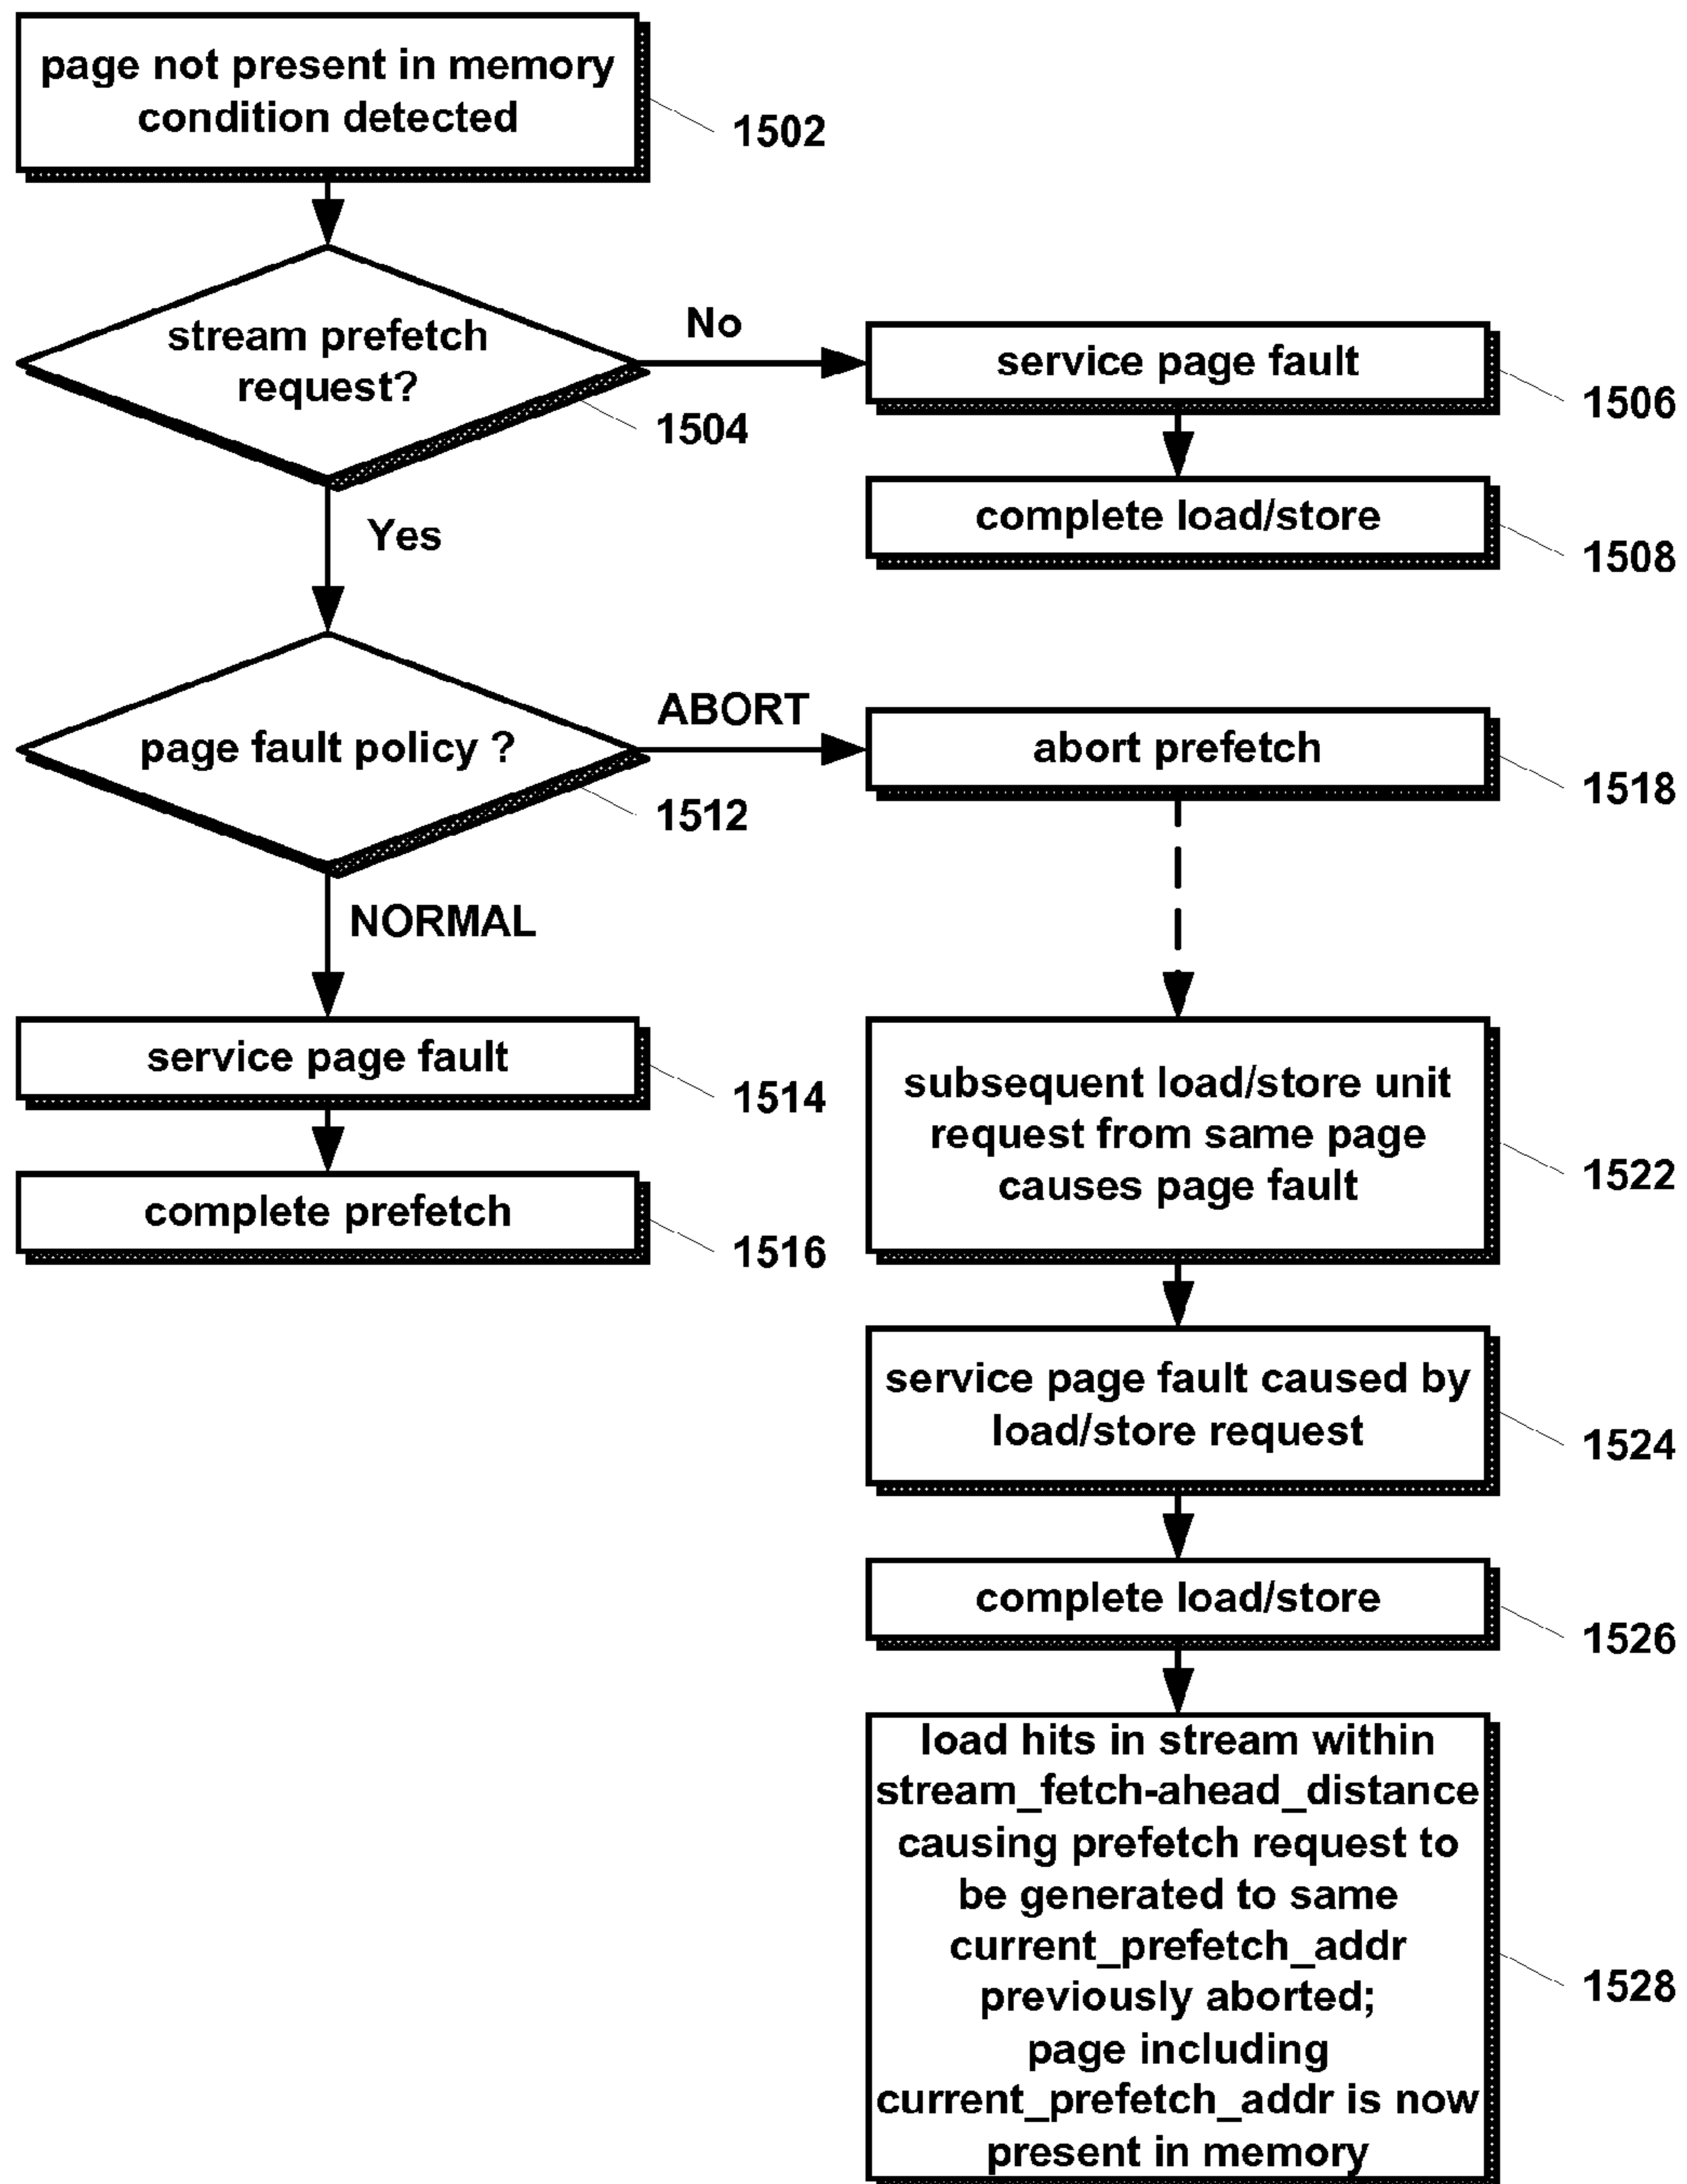 page not present in memory
condition detected
1502
stream prefetch
request?
1504
No
service page fault
1506
complete load/store
1508
Yes
page fault policy ?
1512
ABORT
abort prefetch
1518
NORMAL
service page fault
1514
complete prefetch
1516
subsequent load/store unit
request from same page
causes page fault
1522
service page fault caused by
load/store request
1524
complete load/store
1526
load hits in stream within
stream_fetch-ahead_distance
causing prefetch request to
be generated to same
current_prefetch_addr
previously aborted;
page including
current_prefetch_addr is now
present in memory
1528